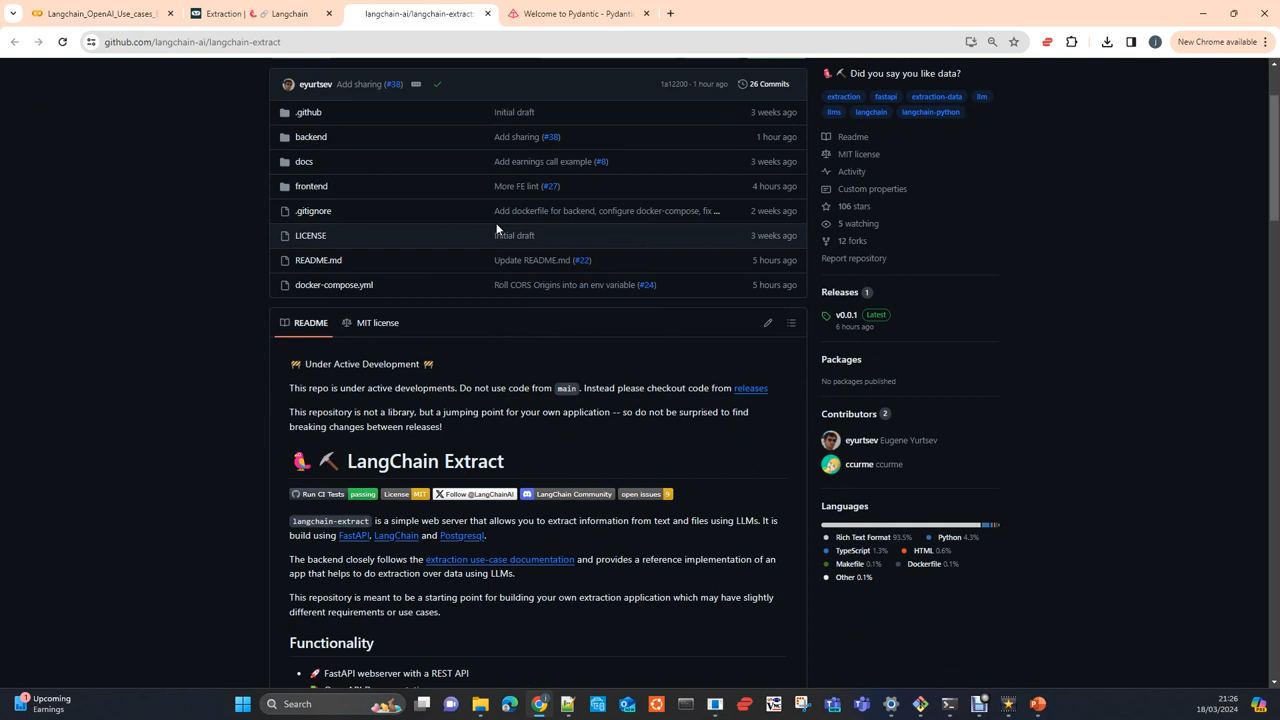 Langchain_OpenAI_Use_cases_l
Extraction | 🦜🔗 Langchain
langchain-ai/langchain-extract:
Welcome to Pydantic - Pydantic
github.com/langchain-ai/langchain-extract
New Chrome available
eyurtsev Add sharing (#38)
1a12200 · 1 hour ago
26 Commits
.github Initial draft 3 weeks ago
backend Add sharing (#38) 1 hour ago
docs Add earnings call example (#8) 3 weeks ago
frontend More FE lint (#27) 4 hours ago
.gitignore Add dockerfile for backend, configure docker-compose, fix ... 2 weeks ago
LICENSE Initial draft 3 weeks ago
README.md Update README.md (#22) 5 hours ago
docker-compose.yml Roll CORS Origins into an env variable (#24) 5 hours ago
README MIT license
🚧 Under Active Development 🚧
This repo is under active developments. Do not use code from main. Instead please checkout code from releases
This repository is not a library, but a jumping point for your own application -- so do not be surprised to find
breaking changes between releases!
🦜⛏️ LangChain Extract
Run CI Tests passing License MIT Follow @LangChainAI LangChain Community open issues 9
langchain-extract is a simple web server that allows you to extract information from text and files using LLMs. It is
build using FastAPI, LangChain and Postgresql.
The backend closely follows the extraction use-case documentation and provides a reference implementation of an
app that helps to do extraction over data using LLMs.
This repository is meant to be a starting point for building your own extraction application which may have slightly
different requirements or use cases.
Functionality
🚀 FastAPI webserver with a REST API
🦜⛏️ Did you say you like data?
extraction fastapi extraction-data llm
llms langchain langchain-python
Readme
MIT license
Activity
Custom properties
106 stars
5 watching
12 forks
Report repository
Releases 1
v0.0.1 Latest
6 hours ago
Packages
No packages published
Contributors 2
eyurtsev Eugene Yurtsev
ccurme ccurme
Languages
Rich Text Format 93.5% Python 4.3%
TypeScript 1.3% HTML 0.6%
Makefile 0.1% Dockerfile 0.1%
Other 0.1%
1
Upcoming
Earnings
Search
21:26
18/03/2024